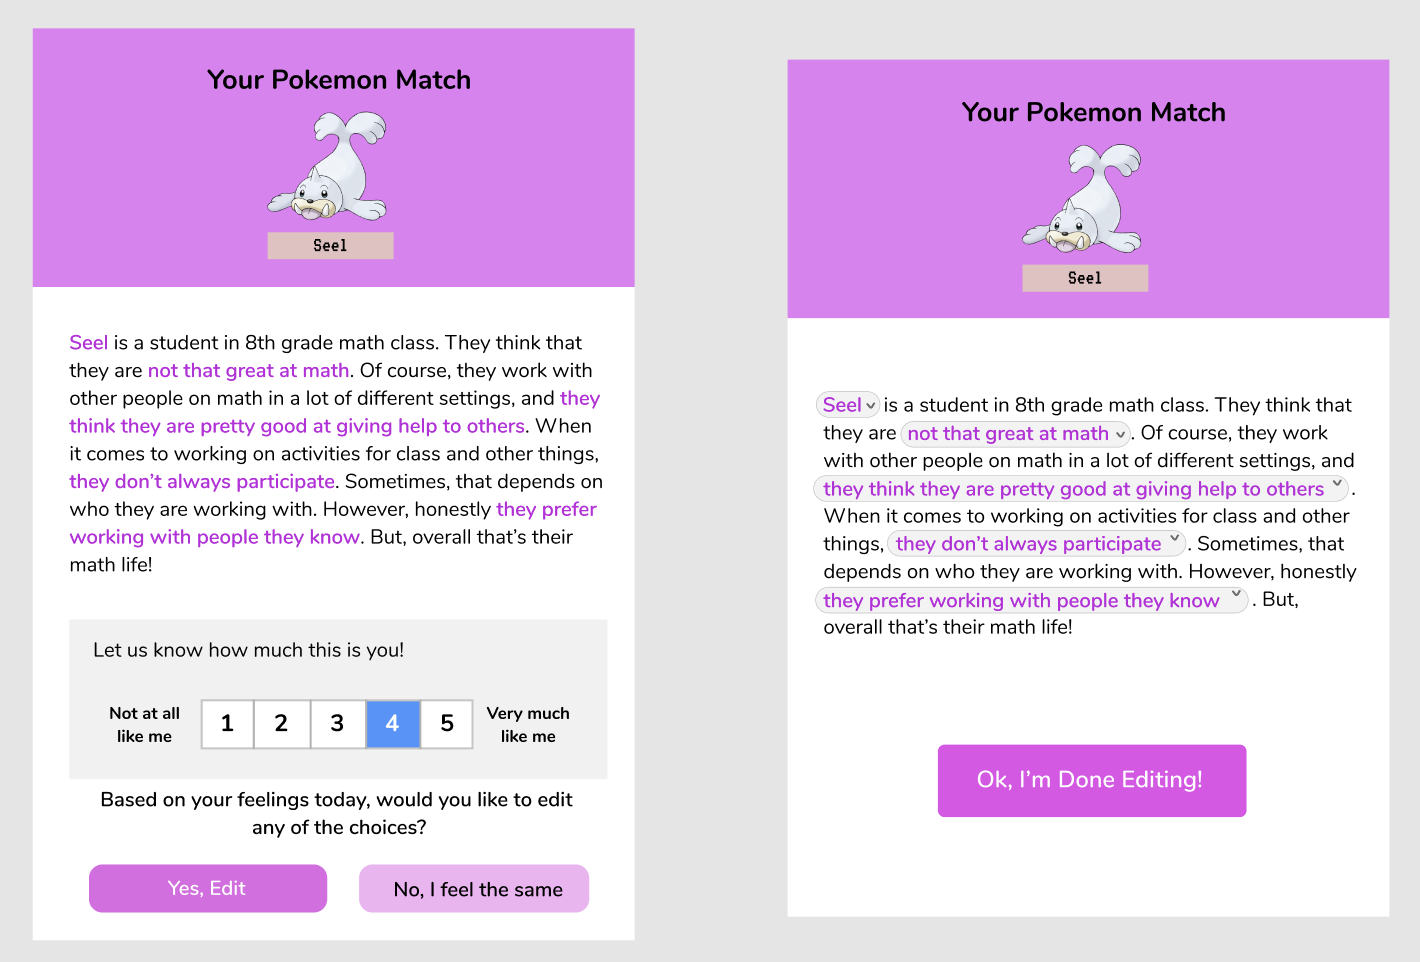 Your Pokemon Match
Seel
Seel is a student in 8th grade math class. They think that
they are not that great at math. Of course, they work with
other people on math in a lot of different settings, and they
think they are pretty good at giving help to others. When
it comes to working on activities for class and other things,
they don’t always participate. Sometimes, that depends on
who they are working with. However, honestly they prefer
working with people they know. But, overall that’s their
math life!
Let us know how much this is you!
Not at all
like me
1 2 3 4 5
Very much
like me
Based on your feelings today, would you like to edit
any of the choices?
Yes, Edit
No, I feel the same
Your Pokemon Match
Seel
Seel is a student in 8th grade math class. They think that
they are not that great at math . Of course, they work
with other people on math in a lot of different settings, and
they think they are pretty good at giving help to others .
When it comes to working on activities for class and other
things, they don’t always participate . Sometimes, that
depends on who they are working with. However, honestly
they prefer working with people they know . But,
overall that’s their math life!
Ok, I’m Done Editing!